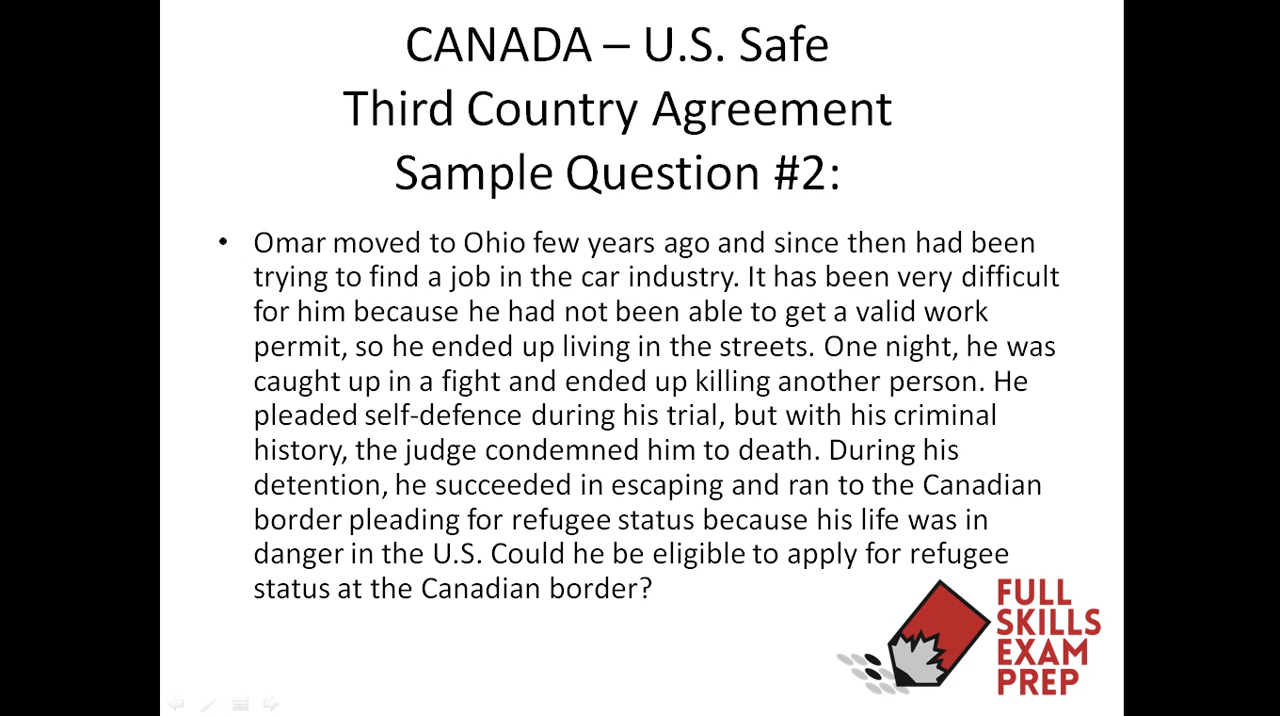 CANADA – U.S. Safe
Third Country Agreement
Sample Question #2:
• Omar moved to Ohio few years ago and since then had been
trying to find a job in the car industry. It has been very difficult
for him because he had not been able to get a valid work
permit, so he ended up living in the streets. One night, he was
caught up in a fight and ended up killing another person. He
pleaded self-defence during his trial, but with his criminal
history, the judge condemned him to death. During his
detention, he succeeded in escaping and ran to the Canadian
border pleading for refugee status because his life was in
danger in the U.S. Could he be eligible to apply for refugee
status at the Canadian border?
FULL
SKILLS
EXAM
PREP